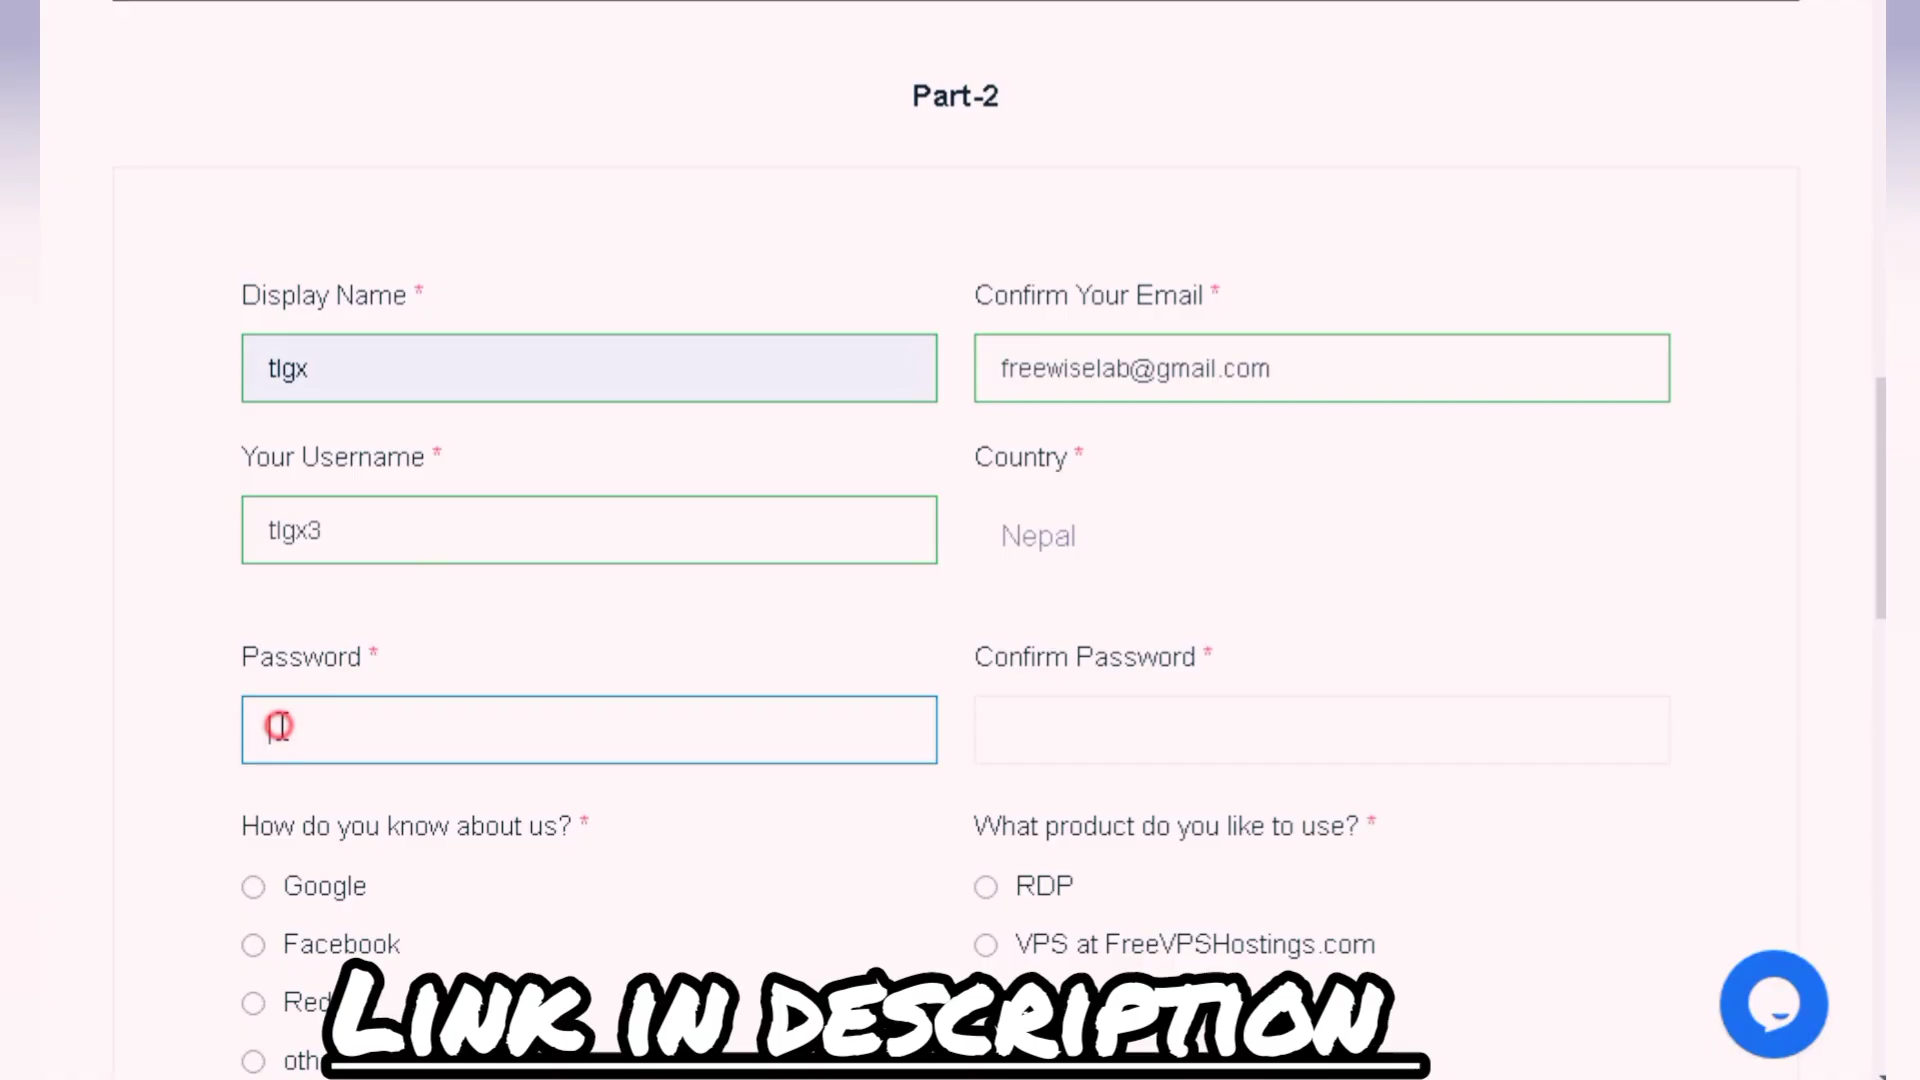 Part-2
Display Name *
Confirm Your Email *
tlgx
freewiselab@gmail.com
Your Username *
Country *
tlgx3
Nepal
Password *
Confirm Password *
How do you know about us? *
What product do you like to use? *
Google
RDP
Facebook
VPS at FreeVPSHostings.com
Red
oth
LINK IN DESCRIPTION